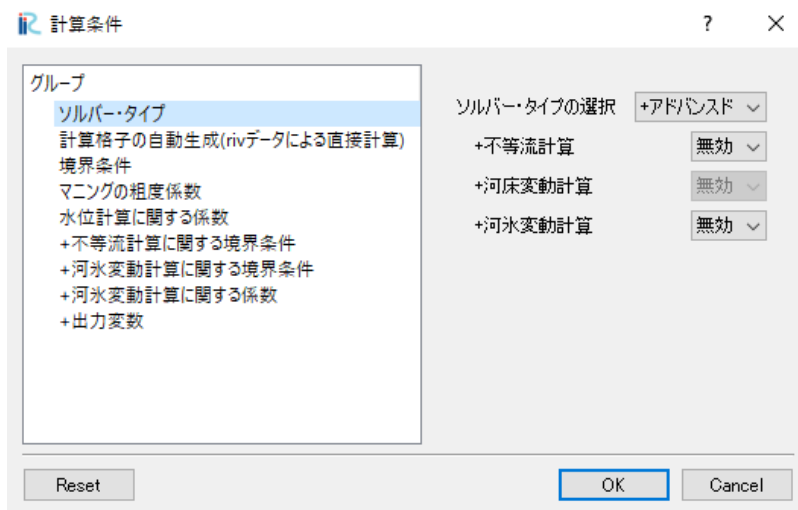 iRC 計算条件 ? ×
グループ
ソルバー・タイプ
計算格子の自動生成(rivデータによる直接計算)
境界条件
マニングの粗度係数
水位計算に関する係数
+不等流計算に関する境界条件
+河氷変動計算に関する境界条件
+河氷変動計算に関する係数
+出力変数
ソルバー・タイプの選択 +アドバンスド
+不等流計算 無効
+河床変動計算 無効
+河氷変動計算 無効
Reset OK Cancel